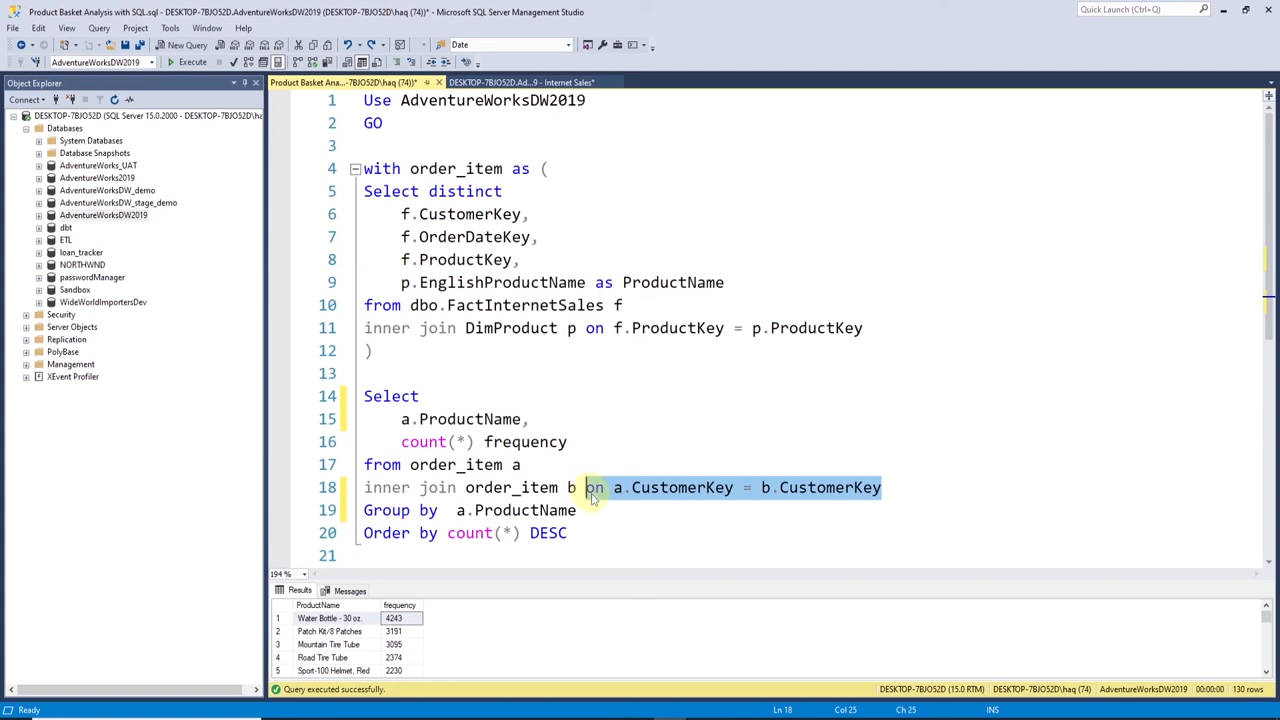 Product Basket Analysis with SQL.sql - DESKTOP-7BJO52D.AdventureWorksDW2019 (DESKTOP-7BJO52D\haq (74))* - Microsoft SQL Server Management Studio
Quick Launch (Ctrl+Q)
File Edit View Query Project Tools Window Help
New Query
Date
AdventureWorksDW2019
Execute
Object Explorer
Product Basket Ana...-7BJO52D\haq (74))*
DESKTOP-7BJO52D.Ad...9 - Internet Sales*
Connect
DESKTOP-7BJO52D (SQL Server 15.0.2000 - DESKTOP-7BJO52D\ha
Databases
System Databases
Database Snapshots
AdventureWorks_UAT
AdventureWorks2019
AdventureWorksDW_demo
AdventureWorksDW_stage_demo
AdventureWorksDW2019
dbt
ETL
loan_tracker
NORTHWND
passwordManager
Sandbox
WideWorldImportersDev
Security
Server Objects
Replication
PolyBase
Management
XEvent Profiler
1 Use AdventureWorksDW2019
2 GO
3
4 with order_item as (
5 Select distinct
6 f.CustomerKey,
7 f.OrderDateKey,
8 f.ProductKey,
9 p.EnglishProductName as ProductName
10 from dbo.FactInternetSales f
11 inner join DimProduct p on f.ProductKey = p.ProductKey
12 )
13
14 Select
15 a.ProductName,
16 count(*) frequency
17 from order_item a
18 inner join order_item b on a.CustomerKey = b.CustomerKey
19 Group by a.ProductName
20 Order by count(*) DESC
21
194 %
Results Messages
ProductName frequency
1 Water Bottle - 30 oz. 4243
2 Patch Kit/8 Patches 3191
3 Mountain Tire Tube 3095
4 Road Tire Tube 2374
5 Sport-100 Helmet, Red 2230
Query executed successfully.
DESKTOP-7BJO52D (15.0 RTM) DESKTOP-7BJO52D\haq (74) AdventureWorksDW2019 00:00:00 130 rows
Ready
Ln 18 Col 25 Ch 25 INS